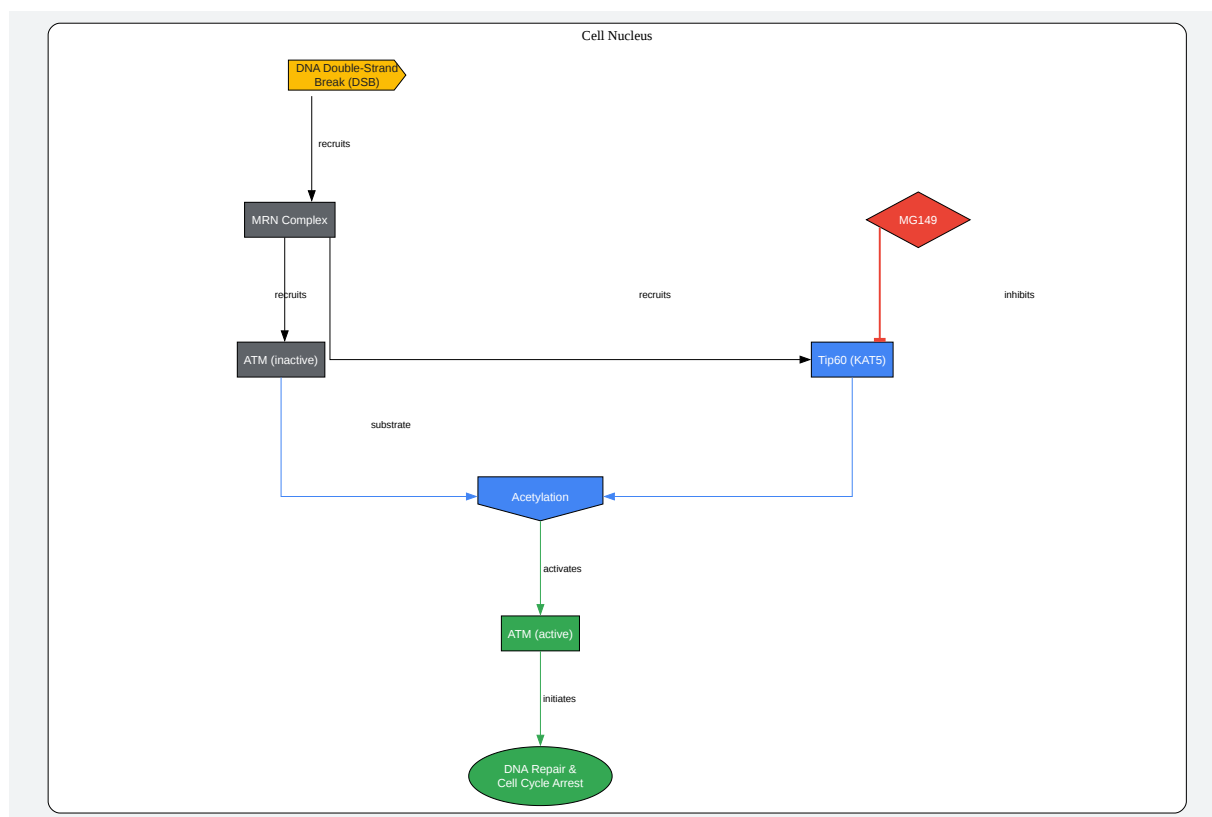 Cell Nucleus
DNA Double-Strand
Break (DSB)
recruits
MRN Complex
MG149
recruits
recruits
inhibits
ATM (inactive)
Tip60 (KAT5)
substrate
Acetylation
activates
ATM (active)
initiates
DNA Repair &
Cell Cycle Arrest